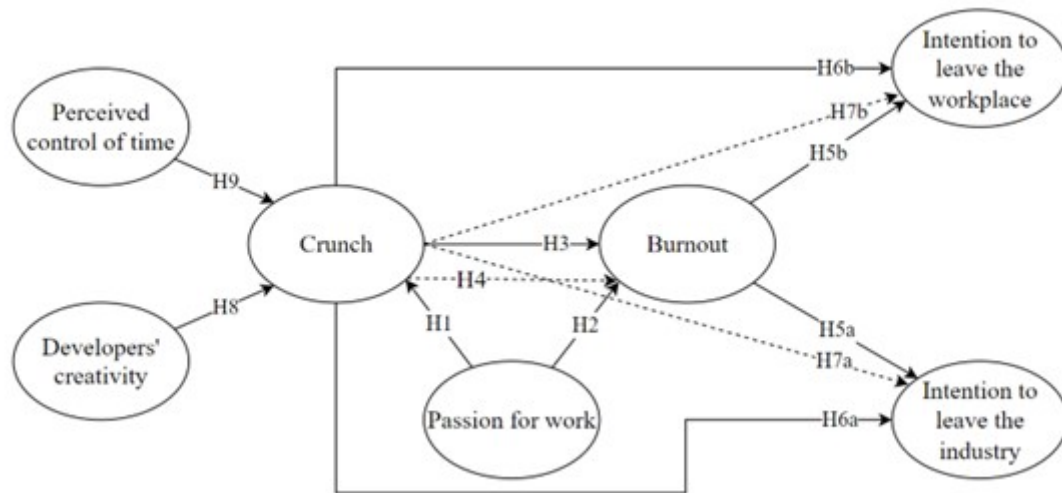 Intention to
leave the
workplace
H6b
Perceived
control of time
H7b
H5b
H9
Crunch
H3
Burnout
H4
H8
H1
H2
H5a
Developers'
creativity
H7a
Passion for work
Intention to
leave the
industry
H6a